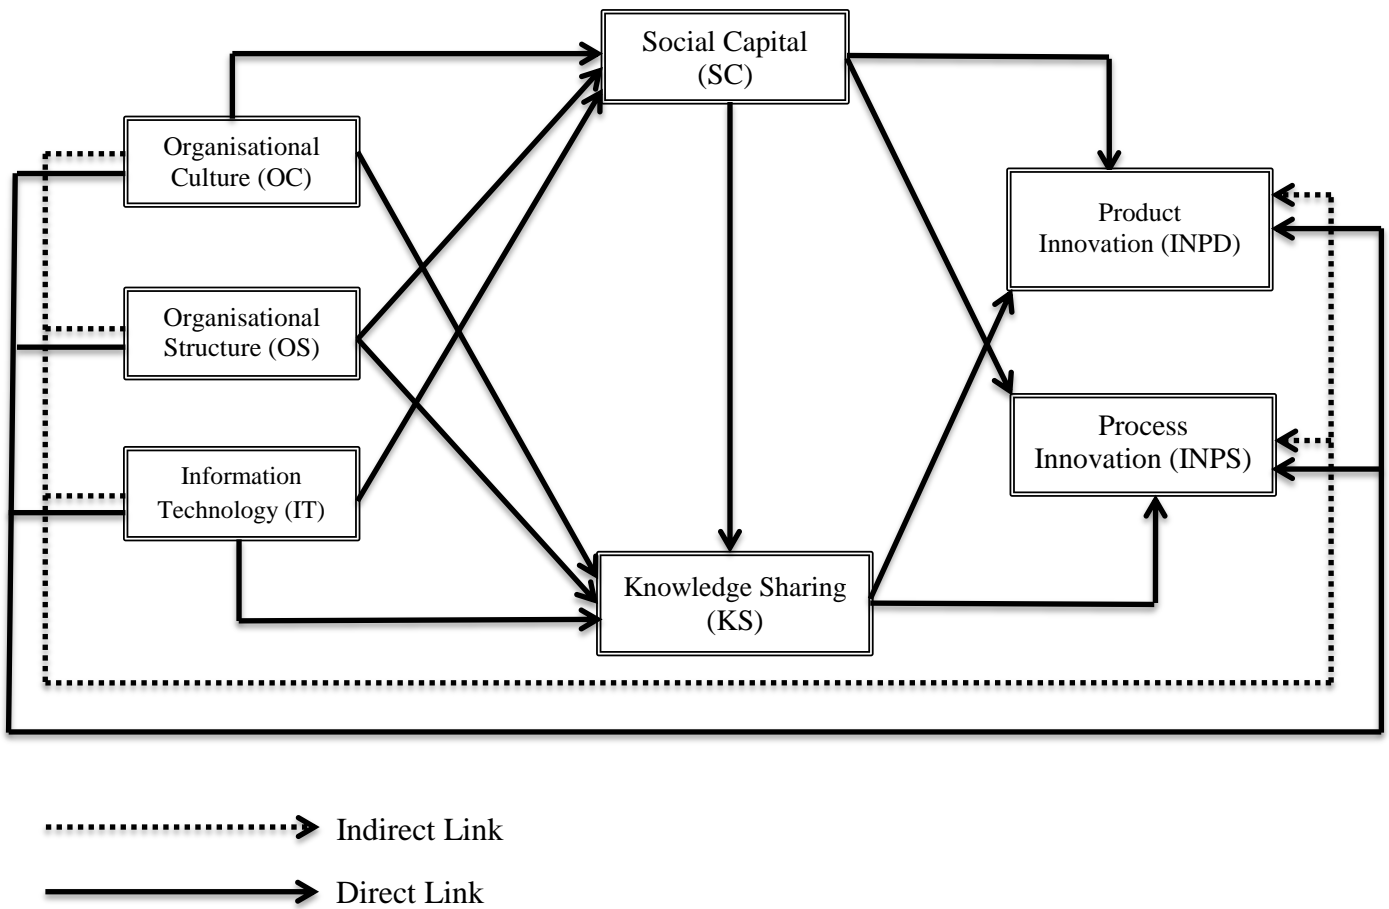 Social Capital
(SC)
Organisational
Culture (OC)
Product
Innovation (INPD)
Organisational
Structure (OS)
Process
Innovation (INPS)
Information
Technology (IT)
Knowledge Sharing
(KS)
Indirect Link
Direct Link